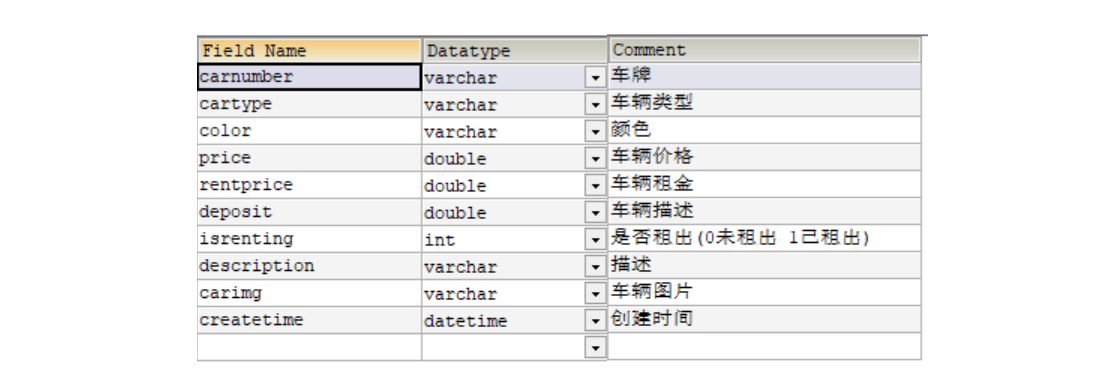 Field Name Datatype Comment
carnumber varchar 车牌
cartype varchar 车辆类型
color varchar 颜色
price double 车辆价格
rentprice double 车辆租金
deposit double 车辆描述
isrenting int 是否租出(0未租出 1已租出)
description varchar 描述
carimg varchar 车辆图片
createtime datetime 创建时间